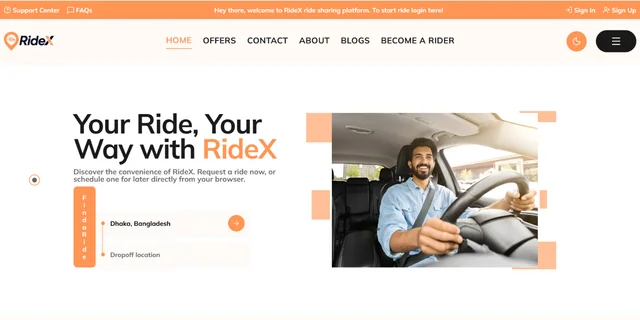 Support Center
FAQs
Hey there, welcome to RideX ride sharing platform. To start ride login here!
Sign In
Sign Up
RideX
HOME
OFFERS
CONTACT
ABOUT
BLOGS
BECOME A RIDER
Your Ride, Your
Way with RideX
Discover the convenience of RideX. Request a ride now, or
schedule one for later directly from your browser.
Find a Ride
Dhaka, Bangladesh
Dropoff location